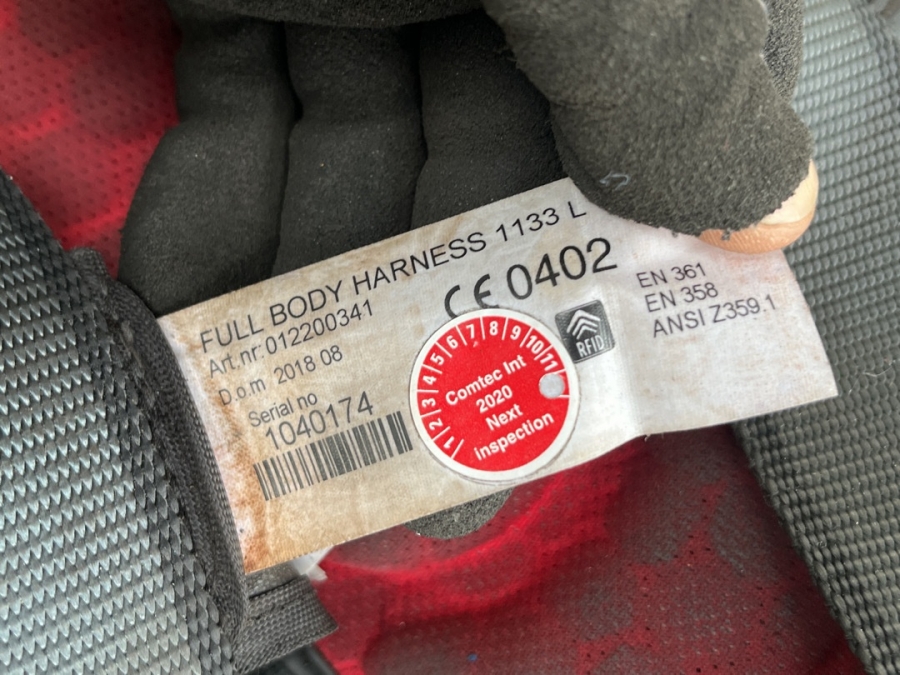 FULL BODY HARNESS 1133 L
Art.nr:012200341
D.o.m 2018 08
Serial no
1040174
CE 0402
RFID
EN 361
EN 358
ANSI Z359.1
1 2 3 4 5 6 7 8 9 10 11
Comtec Int
2020
Next
inspection